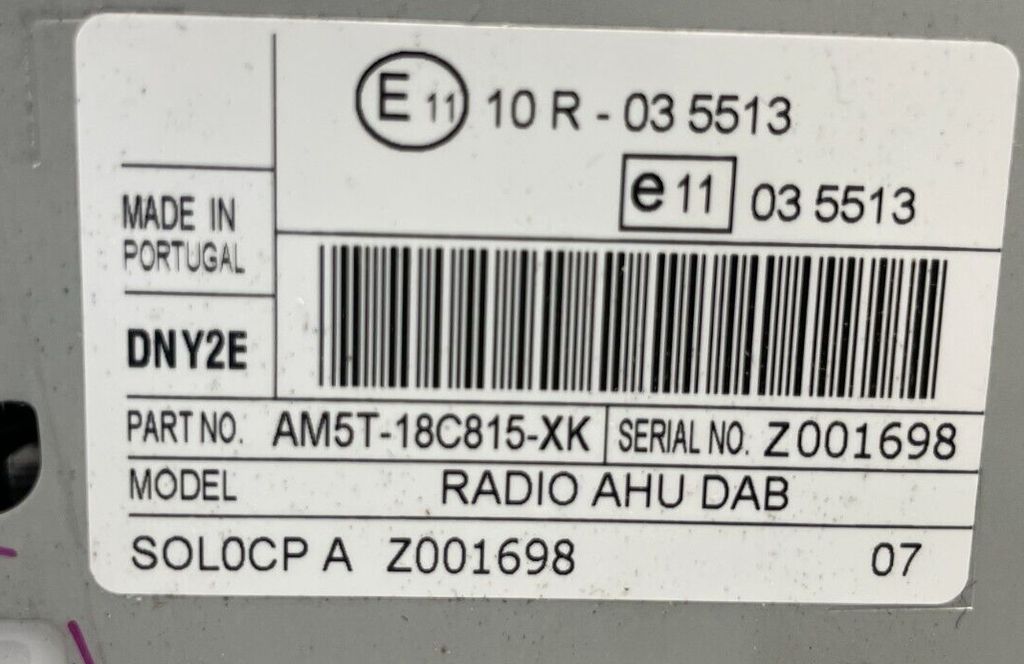 E 11 10 R - 03 5513
e 11 03 5513
MADE IN
PORTUGAL
DNY2E
PART NO. AM5T-18C815-XK SERIAL NO. Z001698
MODEL RADIO AHU DAB
SOL0CP A Z001698 07